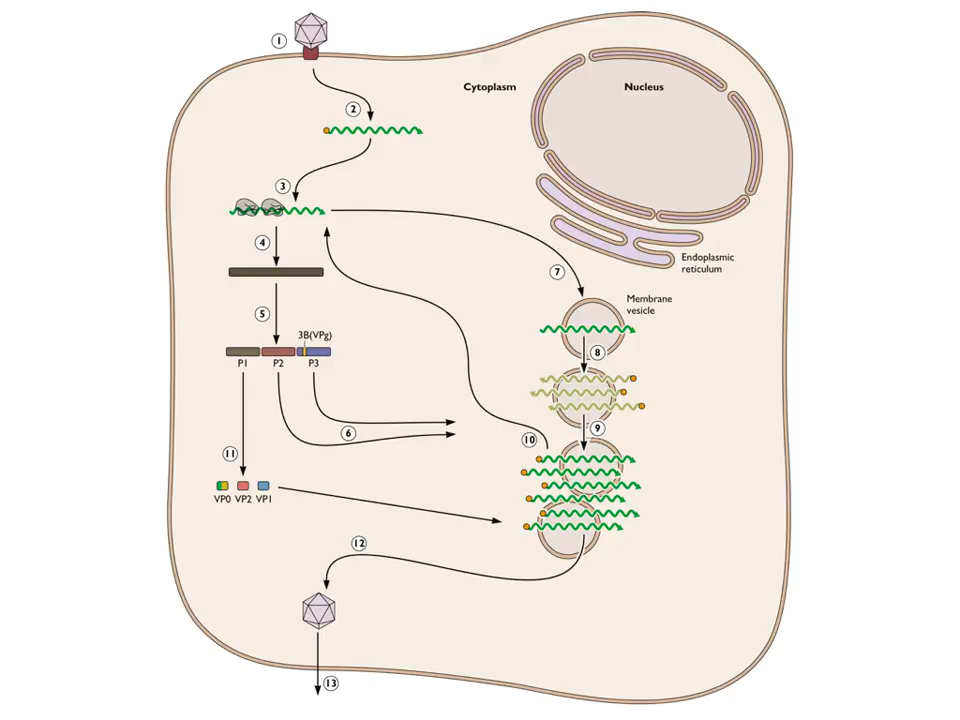 1
Cytoplasm
Nucleus
2
3
4
Endoplasmic
reticulum
7
Membrane
vesicle
5
3B(VPg)
8
P1
P2
P3
9
6
10
11
VP0
VP2
VP1
12
13